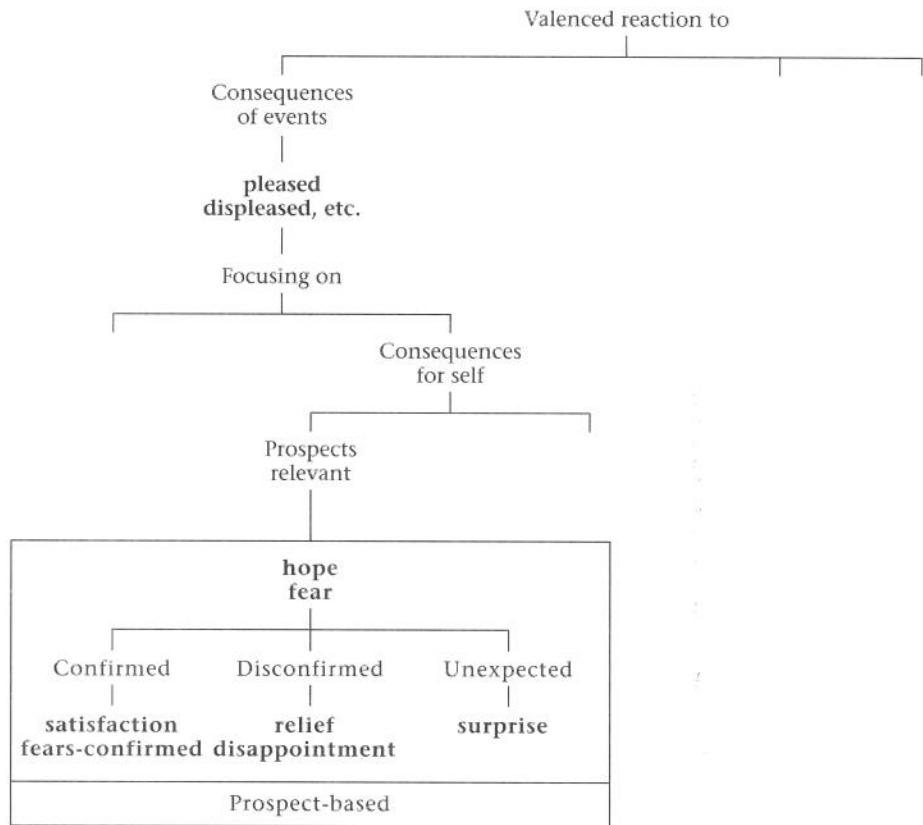 Valenced reaction to
Consequences
of events
pleased
displeased, etc.
Focusing on
Consequences
for self
Prospects
relevant
hope
fear
Confirmed Disconfirmed Unexpected
satisfaction relief surprise
fears-confirmed disappointment
Prospect-based